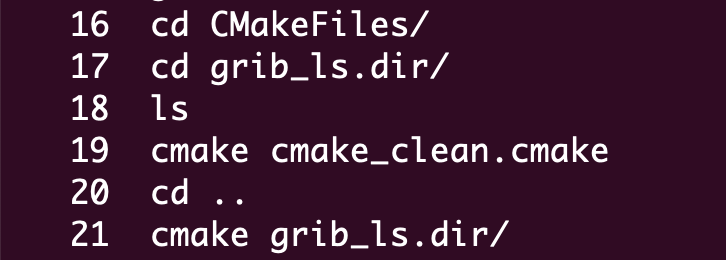 16 cd CMakeFiles/
17 cd grib_ls.dir/
18 ls
19 cmake cmake_clean.cmake
20 cd ..
21 cmake grib_ls.dir/